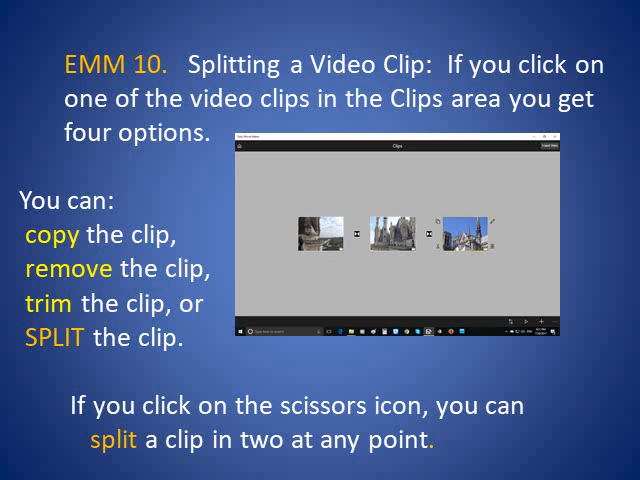 EMM 10.   Splitting a Video Clip:  If you click on
one of the video clips in the Clips area you get
four options.
Clips
You can:
copy the clip,
remove the clip,
trim the clip, or
SPLIT the clip.
If you click on the scissors icon, you can
split a clip in two at any point.